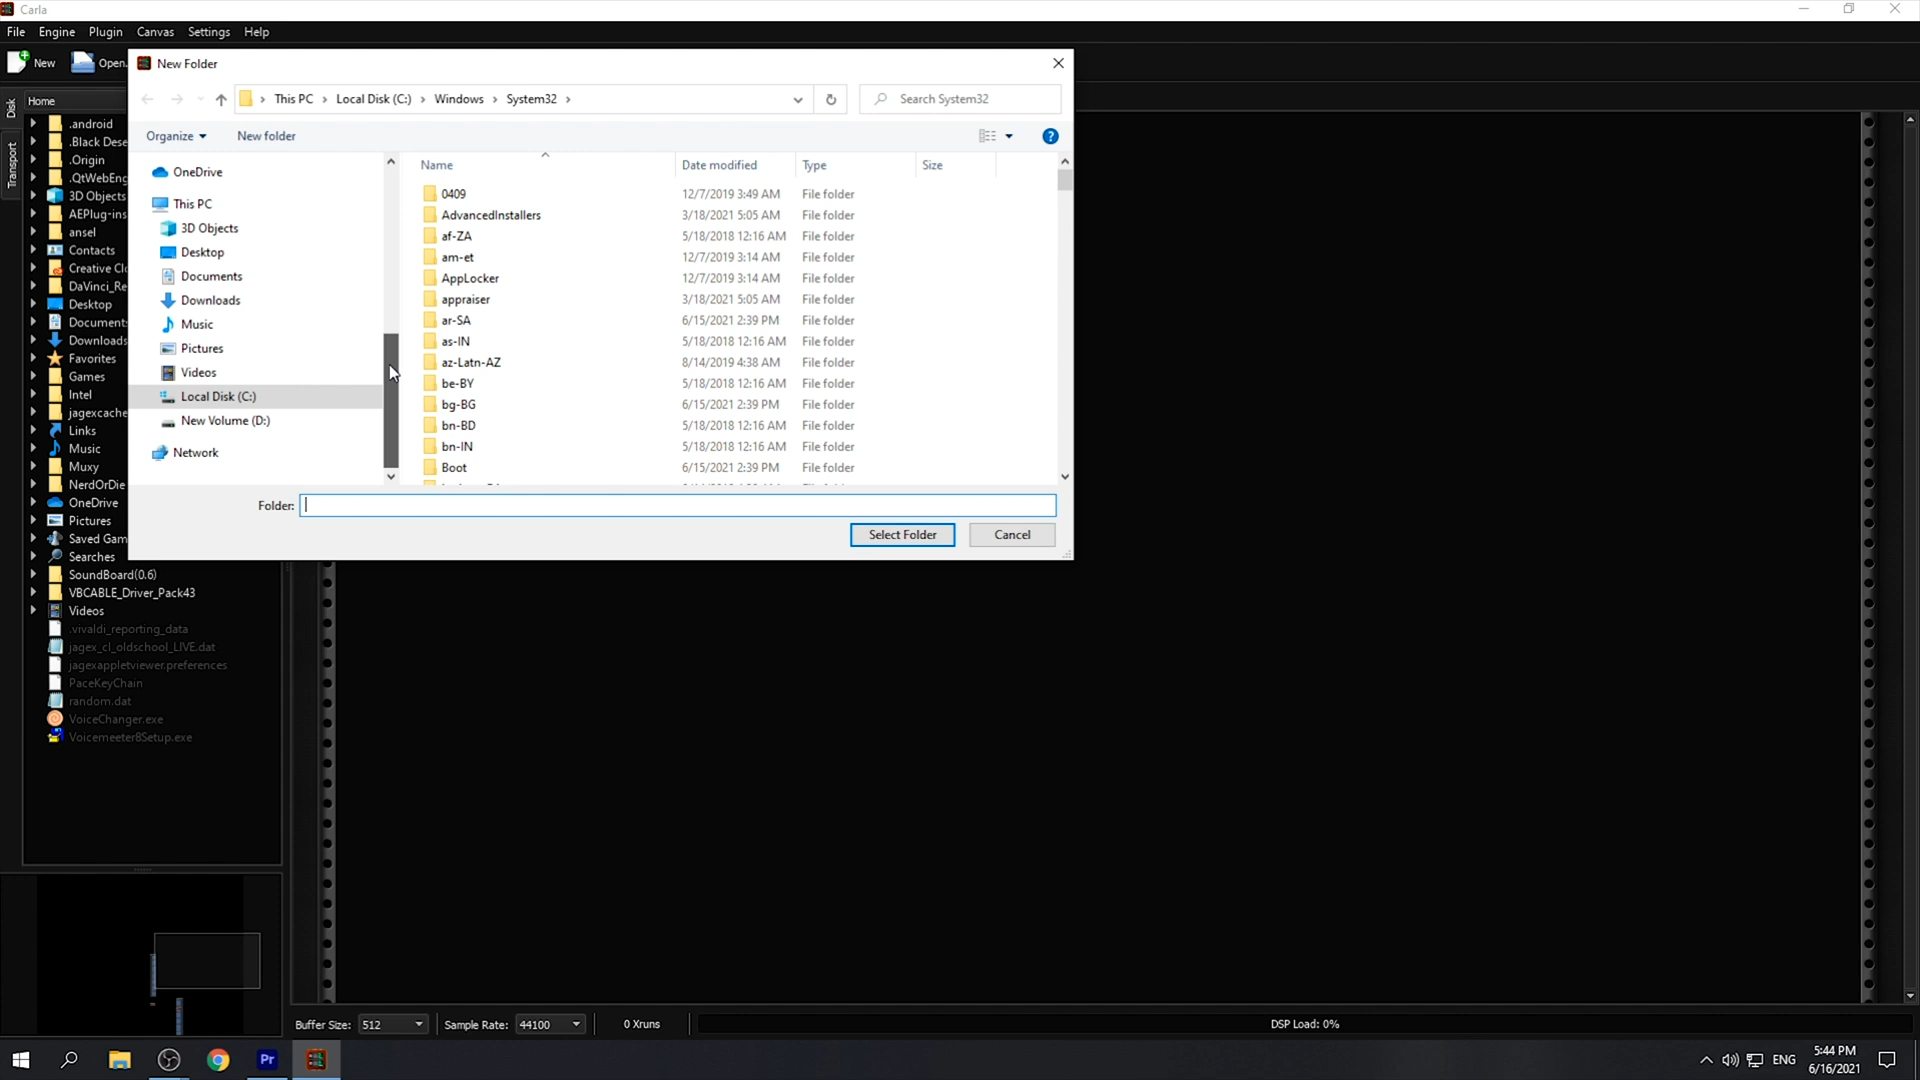 Carla
File Engine Plugin Canvas Settings Help
New Open.
New Folder
This PC Local Disk (C:) Windows System32
Search System32
Organize New folder
Disk
Transport
Home
.android
.Black Dese
.Origin
.QtWebEng
3D Objects
AEPlug-ins
ansel
Contacts
Creative Clo
DaVinci_Re
Desktop
Documents
Downloads
Favorites
Games
Intel
jagexcache
Links
Music
Muxy
NerdOrDie
OneDrive
Pictures
Saved Gam
Searches
SoundBoard(0.6)
VBCABLE_Driver_Pack43
Videos
.vivaldi_reporting_data
jagex_cl_oldschool_LIVE.dat
jagexappletviewer.preferences
PaceKeyChain
random.dat
VoiceChanger.exe
Voicemeeter8Setup.exe
OneDrive
This PC
3D Objects
Desktop
Documents
Downloads
Music
Pictures
Videos
Local Disk (C:)
New Volume (D:)
Network
Name Date modified Type Size
0409 12/7/2019 3:49 AM File folder
AdvancedInstallers 3/18/2021 5:05 AM File folder
af-ZA 5/18/2018 12:16 AM File folder
am-et 12/7/2019 3:14 AM File folder
AppLocker 12/7/2019 3:14 AM File folder
appraiser 3/18/2021 5:05 AM File folder
ar-SA 6/15/2021 2:39 PM File folder
as-IN 5/18/2018 12:16 AM File folder
az-Latn-AZ 8/14/2019 4:38 AM File folder
be-BY 5/18/2018 12:16 AM File folder
bg-BG 6/15/2021 2:39 PM File folder
bn-BD 5/18/2018 12:16 AM File folder
bn-IN 5/18/2018 12:16 AM File folder
Boot 6/15/2021 2:39 PM File folder
Folder:
Select Folder Cancel
Buffer Size: 512 Sample Rate: 44100 0 Xruns DSP Load: 0%
Pr
ENG
5:44 PM
6/16/2021